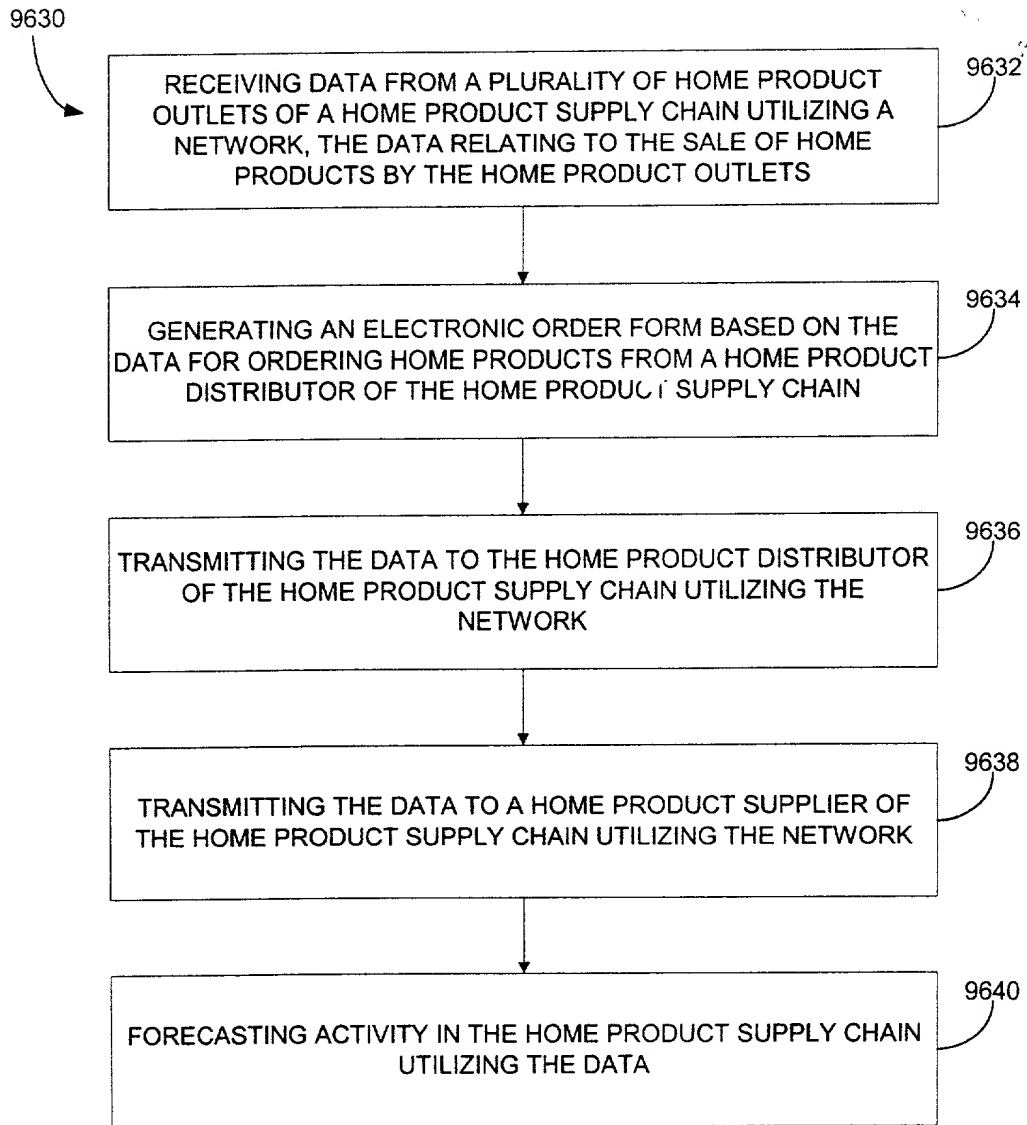 9630
RECEIVING DATA FROM A PLURALITY OF HOME PRODUCT
OUTLETS OF A HOME PRODUCT SUPPLY CHAIN UTILIZING A
NETWORK, THE DATA RELATING TO THE SALE OF HOME
PRODUCTS BY THE HOME PRODUCT OUTLETS
9632
GENERATING AN ELECTRONIC ORDER FORM BASED ON THE
DATA FOR ORDERING HOME PRODUCTS FROM A HOME PRODUCT
DISTRIBUTOR OF THE HOME PRODUCT SUPPLY CHAIN
9634
TRANSMITTING THE DATA TO THE HOME PRODUCT DISTRIBUTOR
OF THE HOME PRODUCT SUPPLY CHAIN UTILIZING THE
NETWORK
9636
TRANSMITTING THE DATA TO A HOME PRODUCT SUPPLIER OF
THE HOME PRODUCT SUPPLY CHAIN UTILIZING THE NETWORK
9638
FORECASTING ACTIVITY IN THE HOME PRODUCT SUPPLY CHAIN
UTILIZING THE DATA
9640